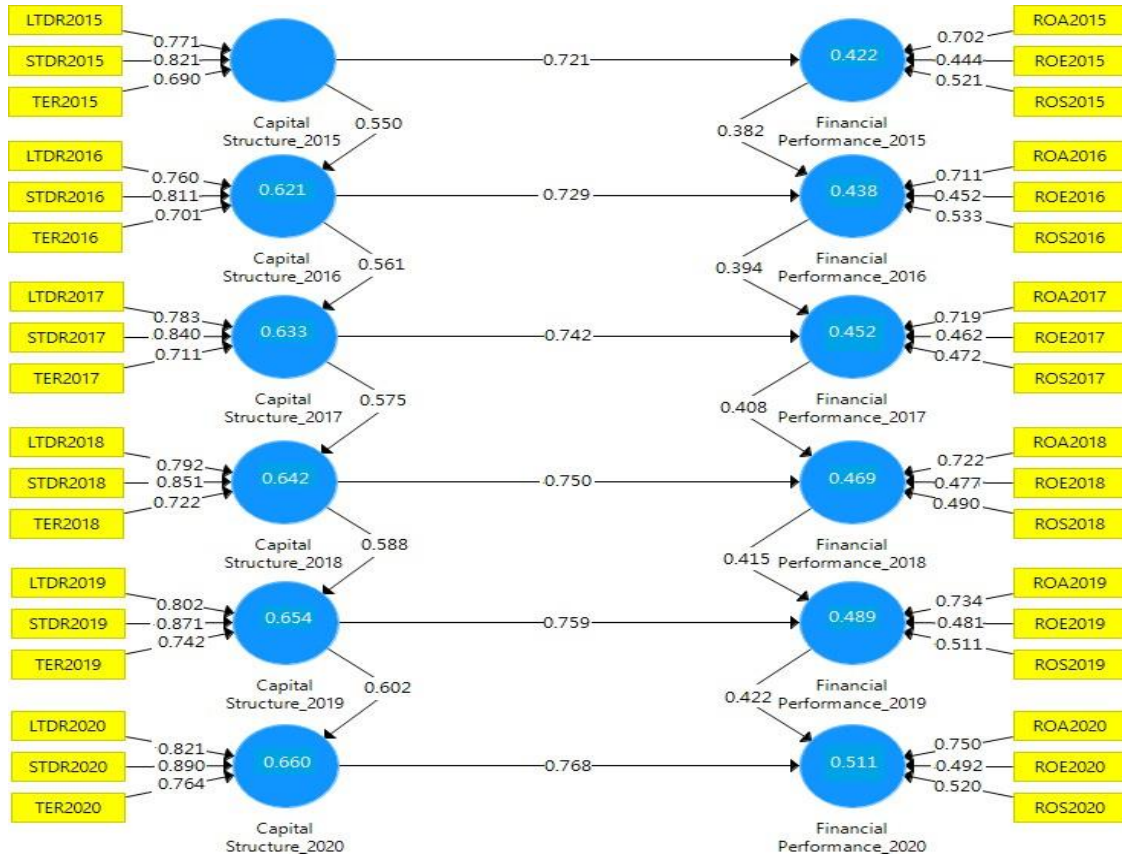 LTDR2015
STDR2015
TER2015
0.771
0.821
0.690
Capital
Structure_2015
0.721
0.422
Financial
Performance_2015
0.702
0.444
0.521
ROA2015
ROE2015
ROS2015
0.550
0.382
LTDR2016
STDR2016
TER2016
0.760
0.811
0.701
0.621
Capital
Structure_2016
0.729
0.438
Financial
Performance_2016
0.711
0.452
0.533
ROA2016
ROE2016
ROS2016
0.561
0.394
LTDR2017
STDR2017
TER2017
0.783
0.840
0.711
0.633
Capital
Structure_2017
0.742
0.452
Financial
Performance_2017
0.719
0.462
0.472
ROA2017
ROE2017
ROS2017
0.575
0.408
LTDR2018
STDR2018
TER2018
0.792
0.851
0.722
0.642
Capital
Structure_2018
0.750
0.469
Financial
Performance_2018
0.722
0.477
0.490
ROA2018
ROE2018
ROS2018
0.588
0.415
LTDR2019
STDR2019
TER2019
0.802
0.871
0.742
0.654
Capital
Structure_2019
0.759
0.489
Financial
Performance_2019
0.734
0.481
0.511
ROA2019
ROE2019
ROS2019
0.602
0.422
LTDR2020
STDR2020
TER2020
0.821
0.890
0.764
0.660
Capital
Structure_2020
0.768
0.511
Financial
Performance_2020
0.750
0.492
0.520
ROA2020
ROE2020
ROS2020